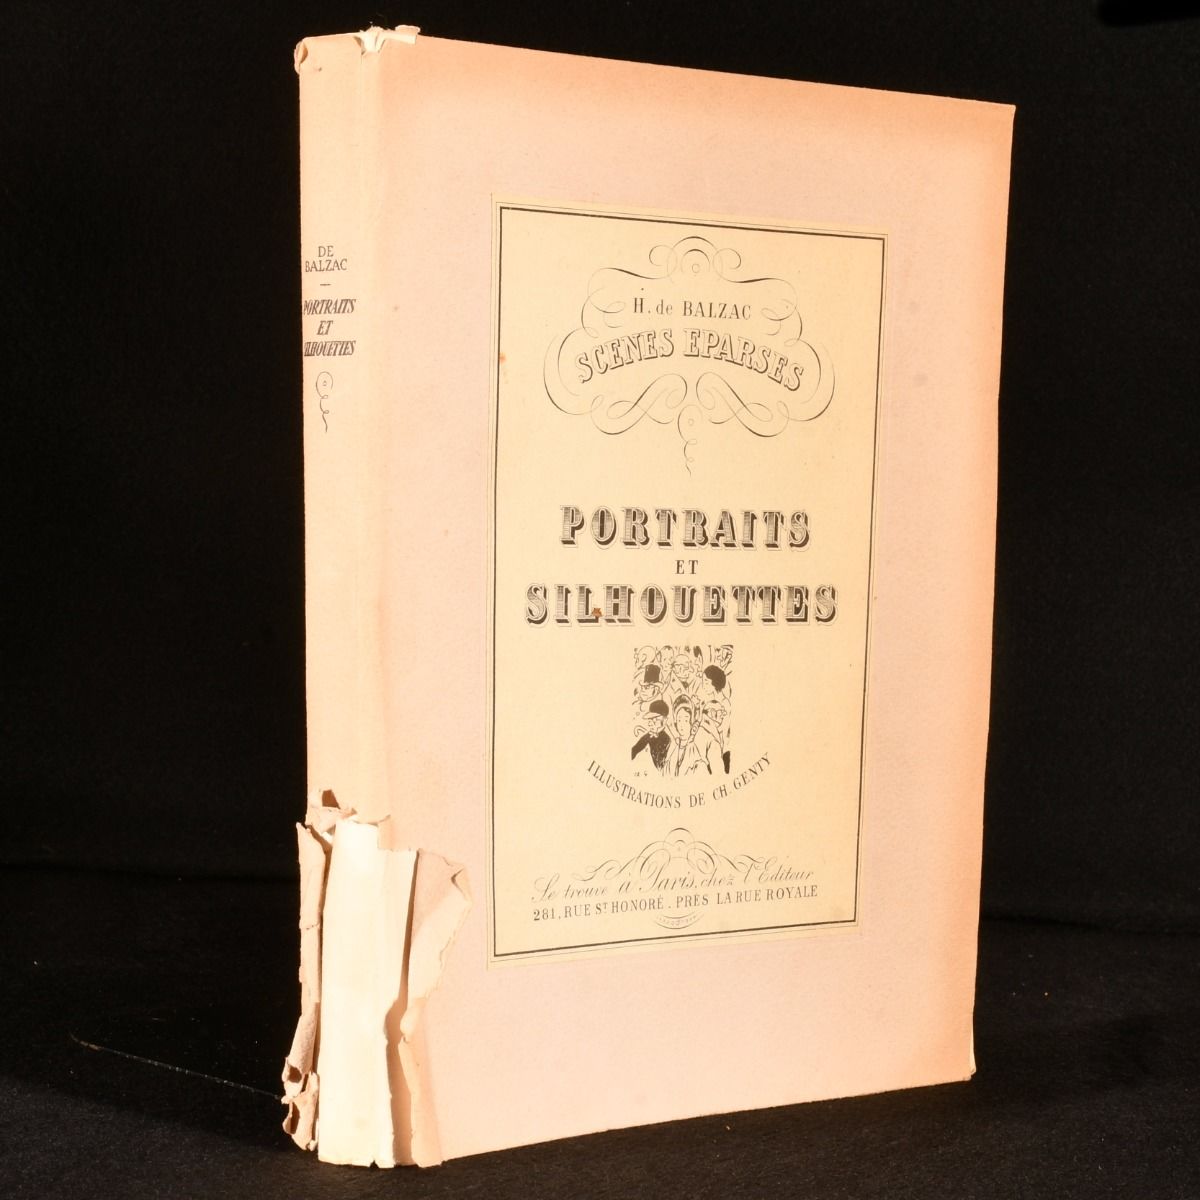 DE
BALZAC
PORTRAITS
ET
SILHOUETTES
H. de BALZAC
SCENES EPARSES
PORTRAITS
ET
SILHOUETTES
ILLUSTRATIONS DE CH. GENTY
Se trouve à Paris, chez l'Éditeur
281, RUE ST HONORÉ . PRÈS LA RUE ROYALE